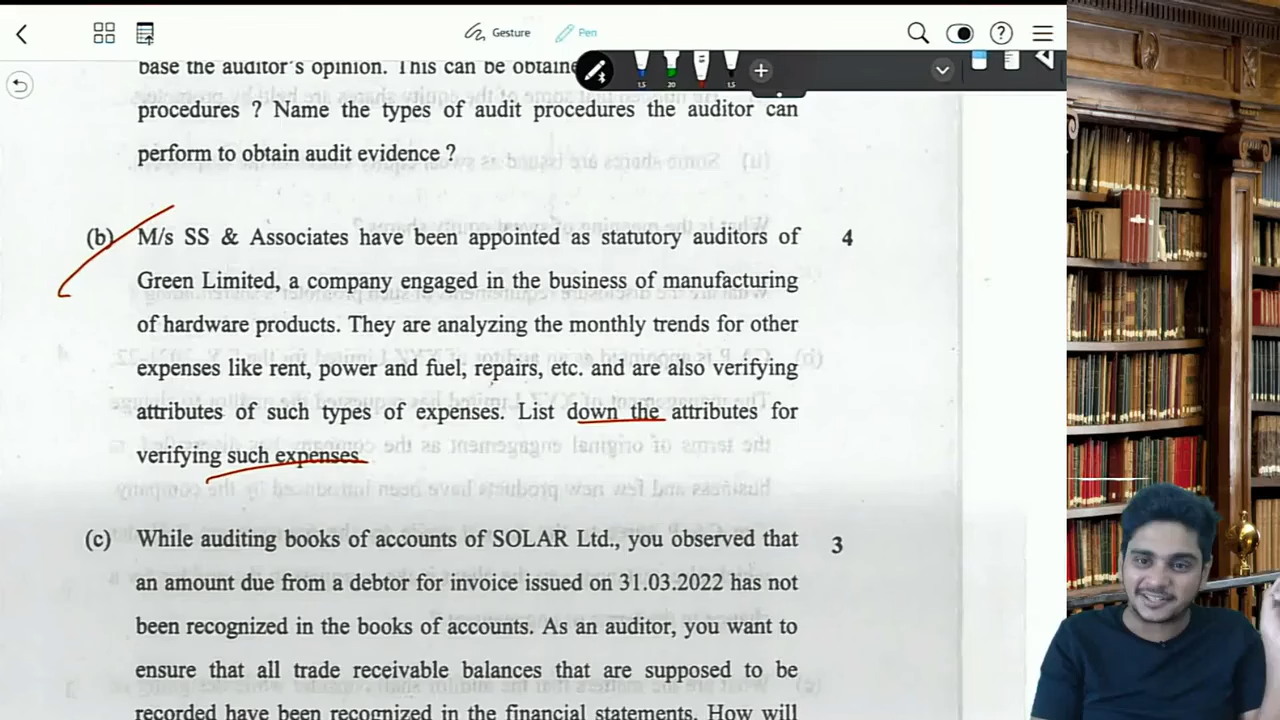 Gesture
Pen
base the auditor's opinion. This can be obtaine
procedures ? Name the types of audit procedures the auditor can
perform to obtain audit evidence ?
(b) M/s SS & Associates have been appointed as statutory auditors of 4
Green Limited, a company engaged in the business of manufacturing
of hardware products. They are analyzing the monthly trends for other
expenses like rent, power and fuel, repairs, etc. and are also verifying
attributes of such types of expenses. List down the attributes for
verifying such expenses.
(c) While auditing books of accounts of SOLAR Ltd., you observed that 3
an amount due from a debtor for invoice issued on 31.03.2022 has not
been recognized in the books of accounts. As an auditor, you want to
ensure that all trade receivable balances that are supposed to be
recorded have been recognized in the financial statements. How will